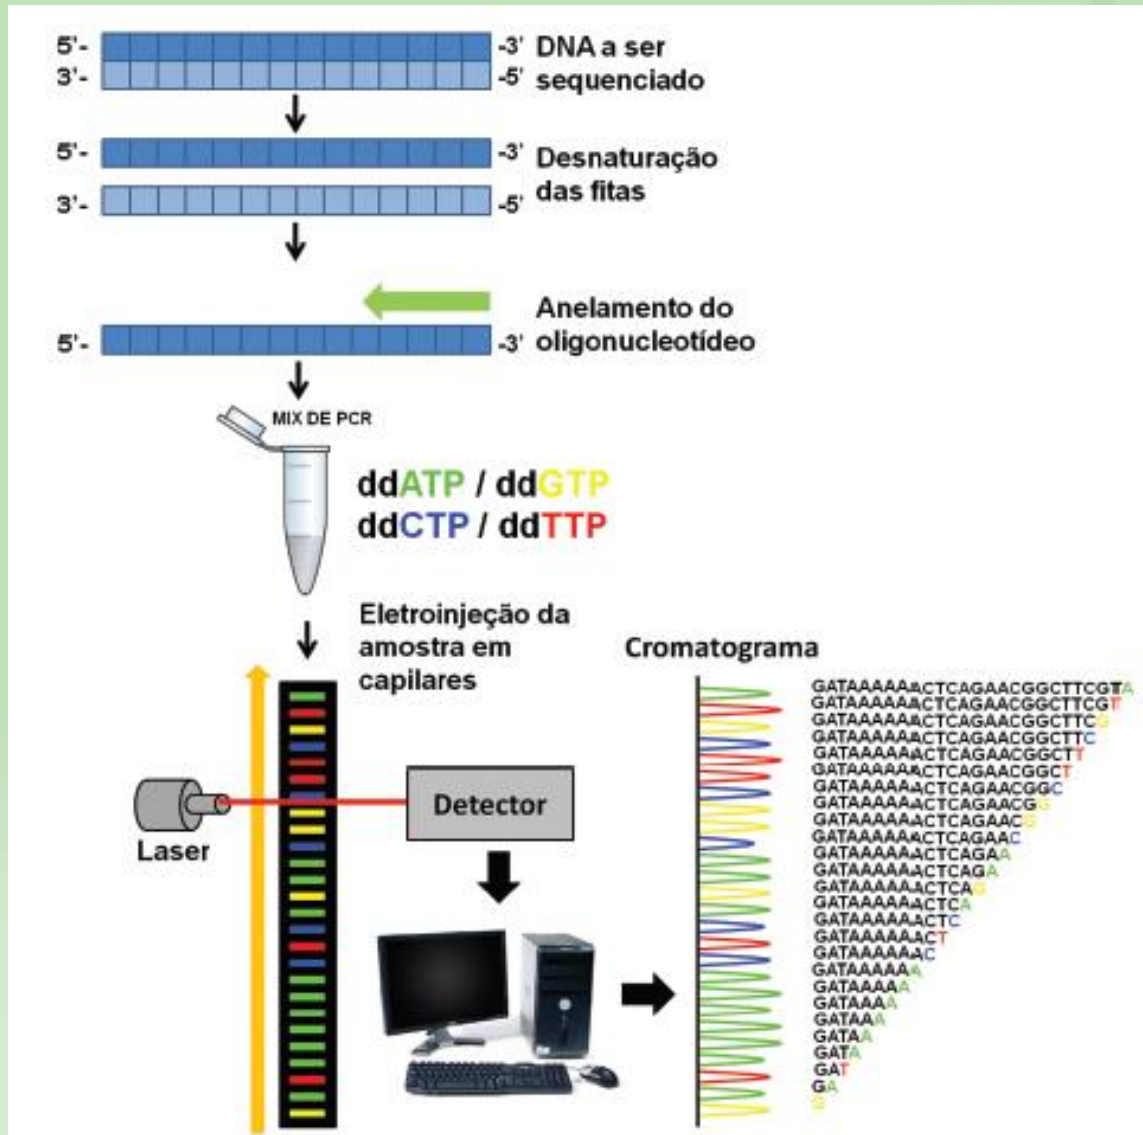 5'- -3' DNA a ser
3'- -5' sequenciado
5'- -3' Desnaturação
3'- -5' das fitas
Anelamento do
5'- -3' oligonucleotídeo
MIX DE PCR
ddATP / ddGTP
ddCTP / ddTTP
Eletroinjeção da
amostra em
capilares
Laser
Detector
Cromatograma
GATAAAAAACTCAGAACGGCTTCGTA
GATAAAAAACTCAGAACGGCTTCGT
GATAAAAAACTCAGAACGGCTTCG
GATAAAAAACTCAGAACGGCTTC
GATAAAAAACTCAGAACGGCTT
GATAAAAAACTCAGAACGGCT
GATAAAAAACTCAGAACGGC
GATAAAAAACTCAGAACGG
GATAAAAAACTCAGAACG
GATAAAAAACTCAGAAC
GATAAAAAACTCAGAA
GATAAAAAACTCAGA
GATAAAAAACTCAG
GATAAAAAACTCA
GATAAAAAACTC
GATAAAAAACT
GATAAAAAAC
GATAAAAAA
GATAAAAA
GATAAAA
GATAAA
GATAA
GATA
GAT
GA
G